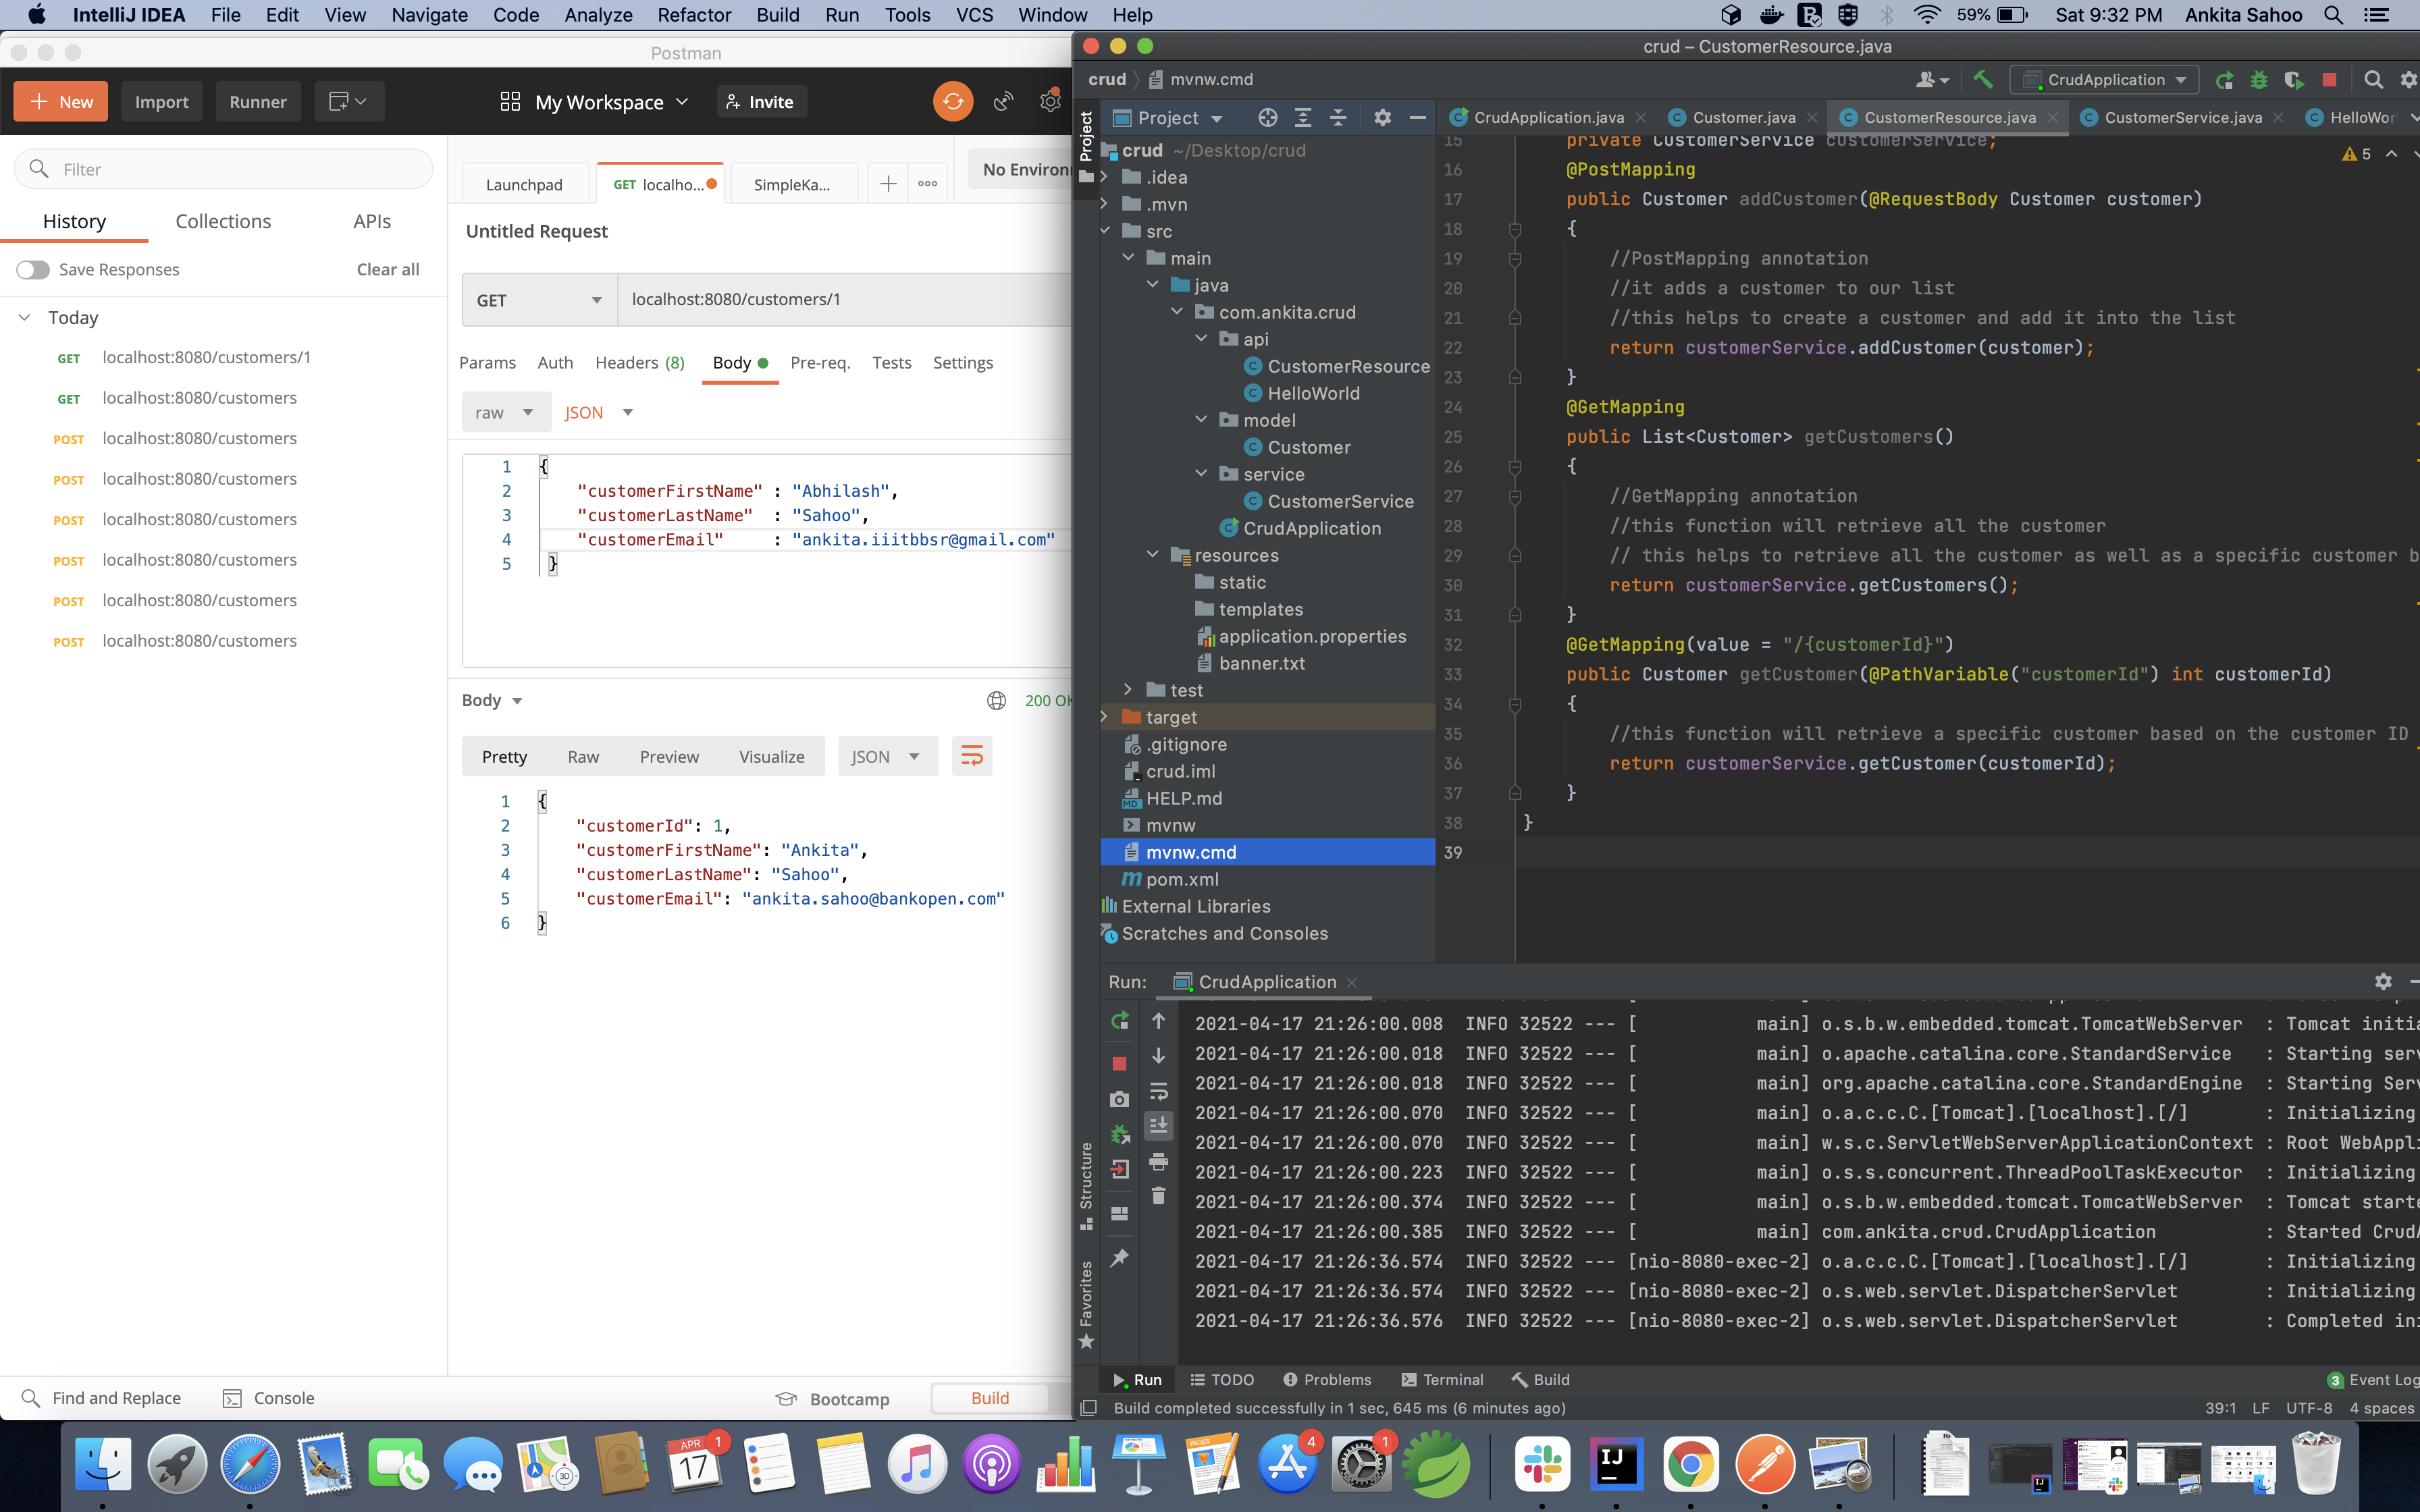 IntelliJ IDEA File Edit View Navigate Code Analyze Refactor Build Run Tools VCS Window Help 59% Sat 9:32 PM Ankita Sahoo
Postman
New Import Runner My Workspace Invite
Filter
History Collections APIs
Save Responses Clear all
Today
GET localhost:8080/customers/1
GET localhost:8080/customers
POST localhost:8080/customers
POST localhost:8080/customers
POST localhost:8080/customers
POST localhost:8080/customers
POST localhost:8080/customers
POST localhost:8080/customers
Launchpad GET localho... SimpleKa... No Environ
Untitled Request
GET localhost:8080/customers/1
Params Auth Headers (8) Body Pre-req. Tests Settings
raw JSON
1 {
2 "customerFirstName" : "Abhilash",
3 "customerLastName" : "Sahoo",
4 "customerEmail" : "ankita.iiitbbsr@gmail.com"
5 }
Body 200 OK
Pretty Raw Preview Visualize JSON
1 {
2 "customerId": 1,
3 "customerFirstName": "Ankita",
4 "customerLastName": "Sahoo",
5 "customerEmail": "ankita.sahoo@bankopen.com"
6 }
Find and Replace Console Bootcamp Build
crud – CustomerResource.java
crud mvnw.cmd CrudApplication
Project
Project
CrudApplication.java Customer.java CustomerResource.java CustomerService.java HelloWor
crud ~/Desktop/crud
.idea
.mvn
src
main
java
com.ankita.crud
api
CustomerResource
HelloWorld
model
Customer
service
CustomerService
CrudApplication
resources
static
templates
application.properties
banner.txt
test
target
.gitignore
crud.iml
HELP.md
mvnw
mvnw.cmd
pom.xml
External Libraries
Scratches and Consoles
5
15 private CustomerService customerService;
16 @PostMapping
17 public Customer addCustomer(@RequestBody Customer customer)
18 {
19 //PostMapping annotation
20 //it adds a customer to our list
21 //this helps to create a customer and add it into the list
22 return customerService.addCustomer(customer);
23 }
24 @GetMapping
25 public List<Customer> getCustomers()
26 {
27 //GetMapping annotation
28 //this function will retrieve all the customer
29 // this helps to retrieve all the customer as well as a specific customer b
30 return customerService.getCustomers();
31 }
32 @GetMapping(value = "/{customerId}")
33 public Customer getCustomer(@PathVariable("customerId") int customerId)
34 {
35 //this function will retrieve a specific customer based on the customer ID
36 return customerService.getCustomer(customerId);
37 }
38 }
39
Run: CrudApplication
2021-04-17 21:26:00.008 INFO 32522 --- [ main] o.s.b.w.embedded.tomcat.TomcatWebServer : Tomcat initia
2021-04-17 21:26:00.018 INFO 32522 --- [ main] o.apache.catalina.core.StandardService : Starting serv
2021-04-17 21:26:00.018 INFO 32522 --- [ main] org.apache.catalina.core.StandardEngine : Starting Serv
2021-04-17 21:26:00.070 INFO 32522 --- [ main] o.a.c.c.C.[Tomcat].[localhost].[/] : Initializing
2021-04-17 21:26:00.070 INFO 32522 --- [ main] w.s.c.ServletWebServerApplicationContext : Root WebAppli
2021-04-17 21:26:00.223 INFO 32522 --- [ main] o.s.s.concurrent.ThreadPoolTaskExecutor : Initializing
2021-04-17 21:26:00.374 INFO 32522 --- [ main] o.s.b.w.embedded.tomcat.TomcatWebServer : Tomcat starte
2021-04-17 21:26:00.385 INFO 32522 --- [ main] com.ankita.crud.CrudApplication : Started CrudA
2021-04-17 21:26:36.574 INFO 32522 --- [nio-8080-exec-2] o.a.c.c.C.[Tomcat].[localhost].[/] : Initializing
2021-04-17 21:26:36.574 INFO 32522 --- [nio-8080-exec-2] o.s.web.servlet.DispatcherServlet : Initializing
2021-04-17 21:26:36.576 INFO 32522 --- [nio-8080-exec-2] o.s.web.servlet.DispatcherServlet : Completed ini
Structure
Favorites
Run TODO Problems Terminal Build 3 Event Log
Build completed successfully in 1 sec, 645 ms (6 minutes ago) 39:1 LF UTF-8 4 spaces
APR 17 1 3D 4 1 IJ